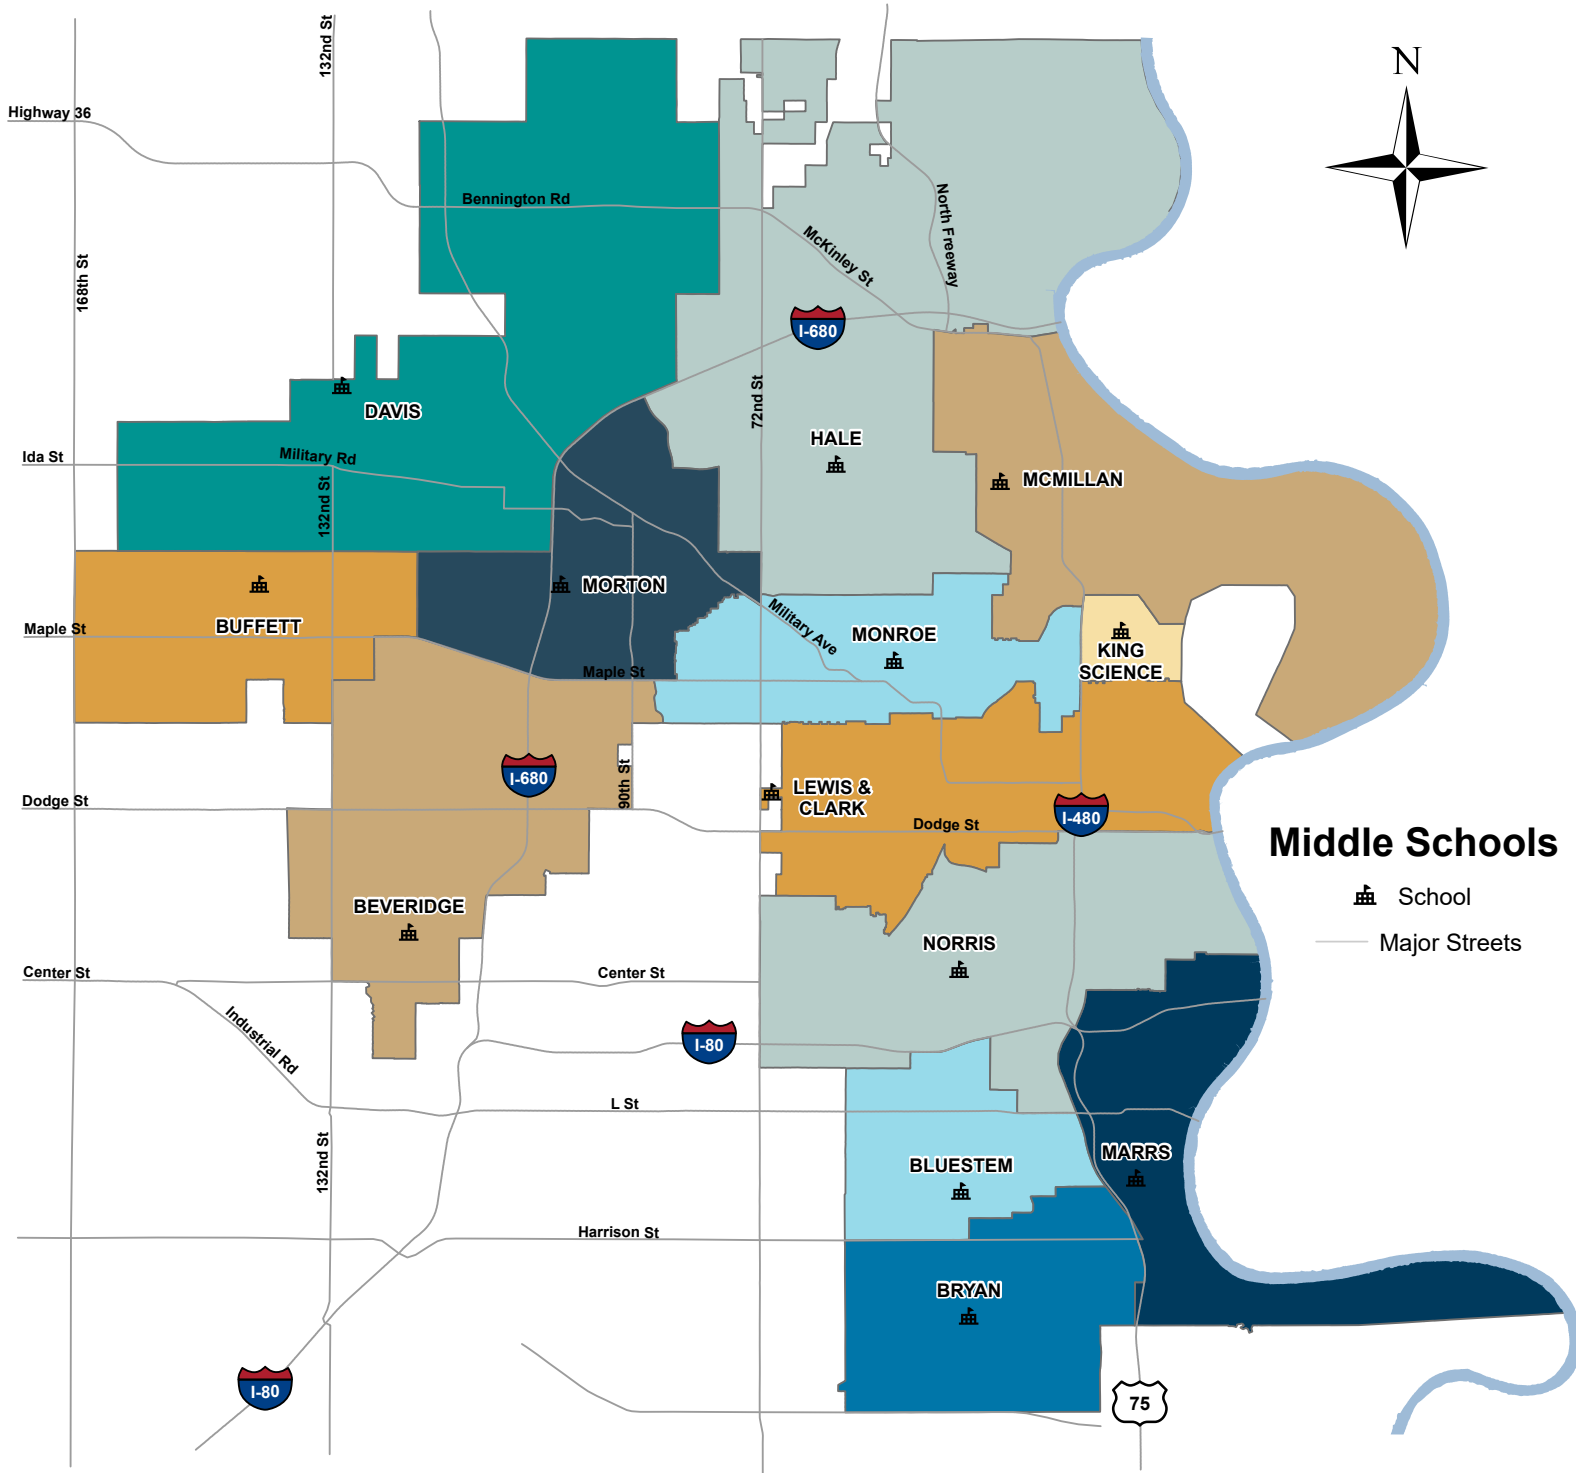 132nd St
N
Highway 36
Bennington Rd
North Freeway
McKinley St
168th St
I-680
72nd St
DAVIS
HALE
Ida St
Military Rd
MCMILLAN
132nd St
MORTON
BUFFETT
Maple St
Military Ave
MONROE
KING
SCIENCE
Maple St
I-680
90th St
LEWIS &
CLARK
Dodge St
I-480
Dodge St
Middle Schools
School
BEVERIDGE
NORRIS
Major Streets
Center St
Center St
Industrial Rd
I-80
L St
132nd St
MARRS
BLUESTEM
Harrison St
BRYAN
I-80
75